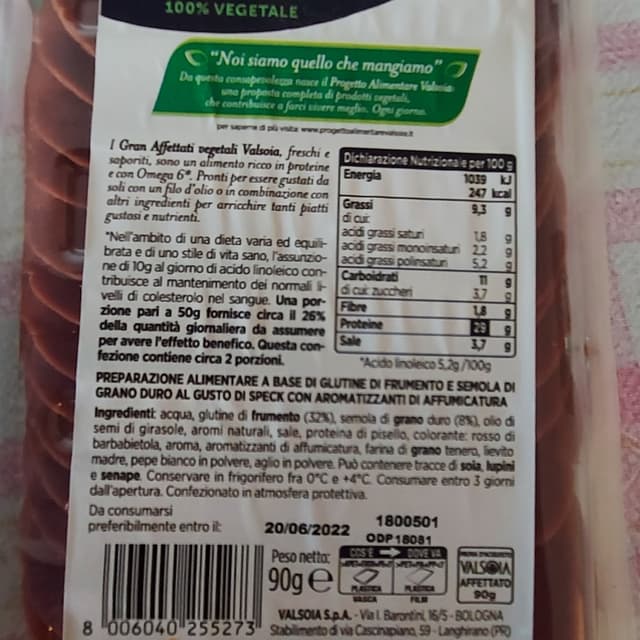 100% VEGETALE
"Noi siamo quello che mangiamo"
Da questa consapevolezza nasce il Progetto Alimentare Valsoia:
una proposta completa di prodotti vegetali,
che contribuisce a farci vivere meglio. Ogni giorno.
per saperne di più visita: www.progettoalimentarevalsoia.it
I Gran Affettati vegetali Valsoia, freschi e
saporiti, sono un alimento ricco in proteine
e con Omega 6*. Pronti per essere gustati da
soli con un filo d'olio o in combinazione con
altri ingredienti per arricchire tanti piatti
gustosi e nutrienti.
*Nell'ambito di una dieta varia ed equili-
brata e di uno stile di vita sano, l'assunzio-
ne di 10g al giorno di acido linoleico con-
tribuisce al mantenimento dei normali li-
velli di colesterolo nel sangue. Una por-
zione pari a 50g fornisce circa il 26%
della quantità giornaliera da assumere
per avere l'effetto benefico. Questa con-
fezione contiene circa 2 porzioni.
Dichiarazione Nutrizionale per 100 g
Energia 1039 kJ
247 kcal
Grassi 9,3 g
di cui:
acidi grassi saturi 1,8 g
acidi grassi monoinsaturi 2,2 g
acidi grassi polinsaturi 5,2 g
Carboidrati 11 g
di cui: zuccheri 3,7 g
Fibre 1,8 g
Proteine 29 g
Sale 3,7 g
*Acido linoleico 5,2g /100g
PREPARAZIONE ALIMENTARE A BASE DI GLUTINE DI FRUMENTO E SEMOLA DI
GRANO DURO AL GUSTO DI SPECK CON AROMATIZZANTI DI AFFUMICATURA
Ingredienti: acqua, glutine di frumento (32%), semola di grano duro (8%), olio di
semi di girasole, aromi naturali, sale, proteina di pisello, colorante: rosso di
barbabietola, aroma, aromatizzanti di affumicatura, farina di grano tenero, lievito
madre, pepe bianco in polvere, aglio in polvere. Può contenere tracce di soia, lupini
e senape. Conservare in frigorifero fra 0°C e +4°C. Consumare entro 3 giorni
dall'apertura. Confezionato in atmosfera protettiva.
Da consumarsi
preferibilmente entro il:
20/06/2022
1800501
ODP 18081
Peso netto:
90g e
COS'È DOVE VA
PLASTICA PLASTICA
VASCA FILM
VALSOIA
AFFETTATO
90g
VALSOIA S.p.A. - Via I. Barontini, 16/5 - BOLOGNA
Stabilimento di via Cascinapiano, 59 - Langhirano (PR)
8 006040 255273